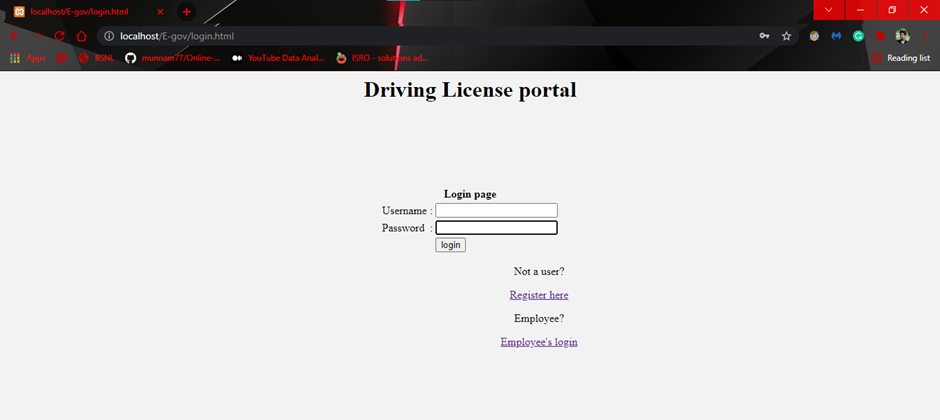 localhost/E-gov/login.html
localhost/E-gov/login.html
Apps BSNL munnam77/Online-... YouTube Data Anal... ISRO - solutions ad... Reading list
Driving License portal
Login page
Username :
Password :
login
Not a user?
Register here
Employee?
Employee's login